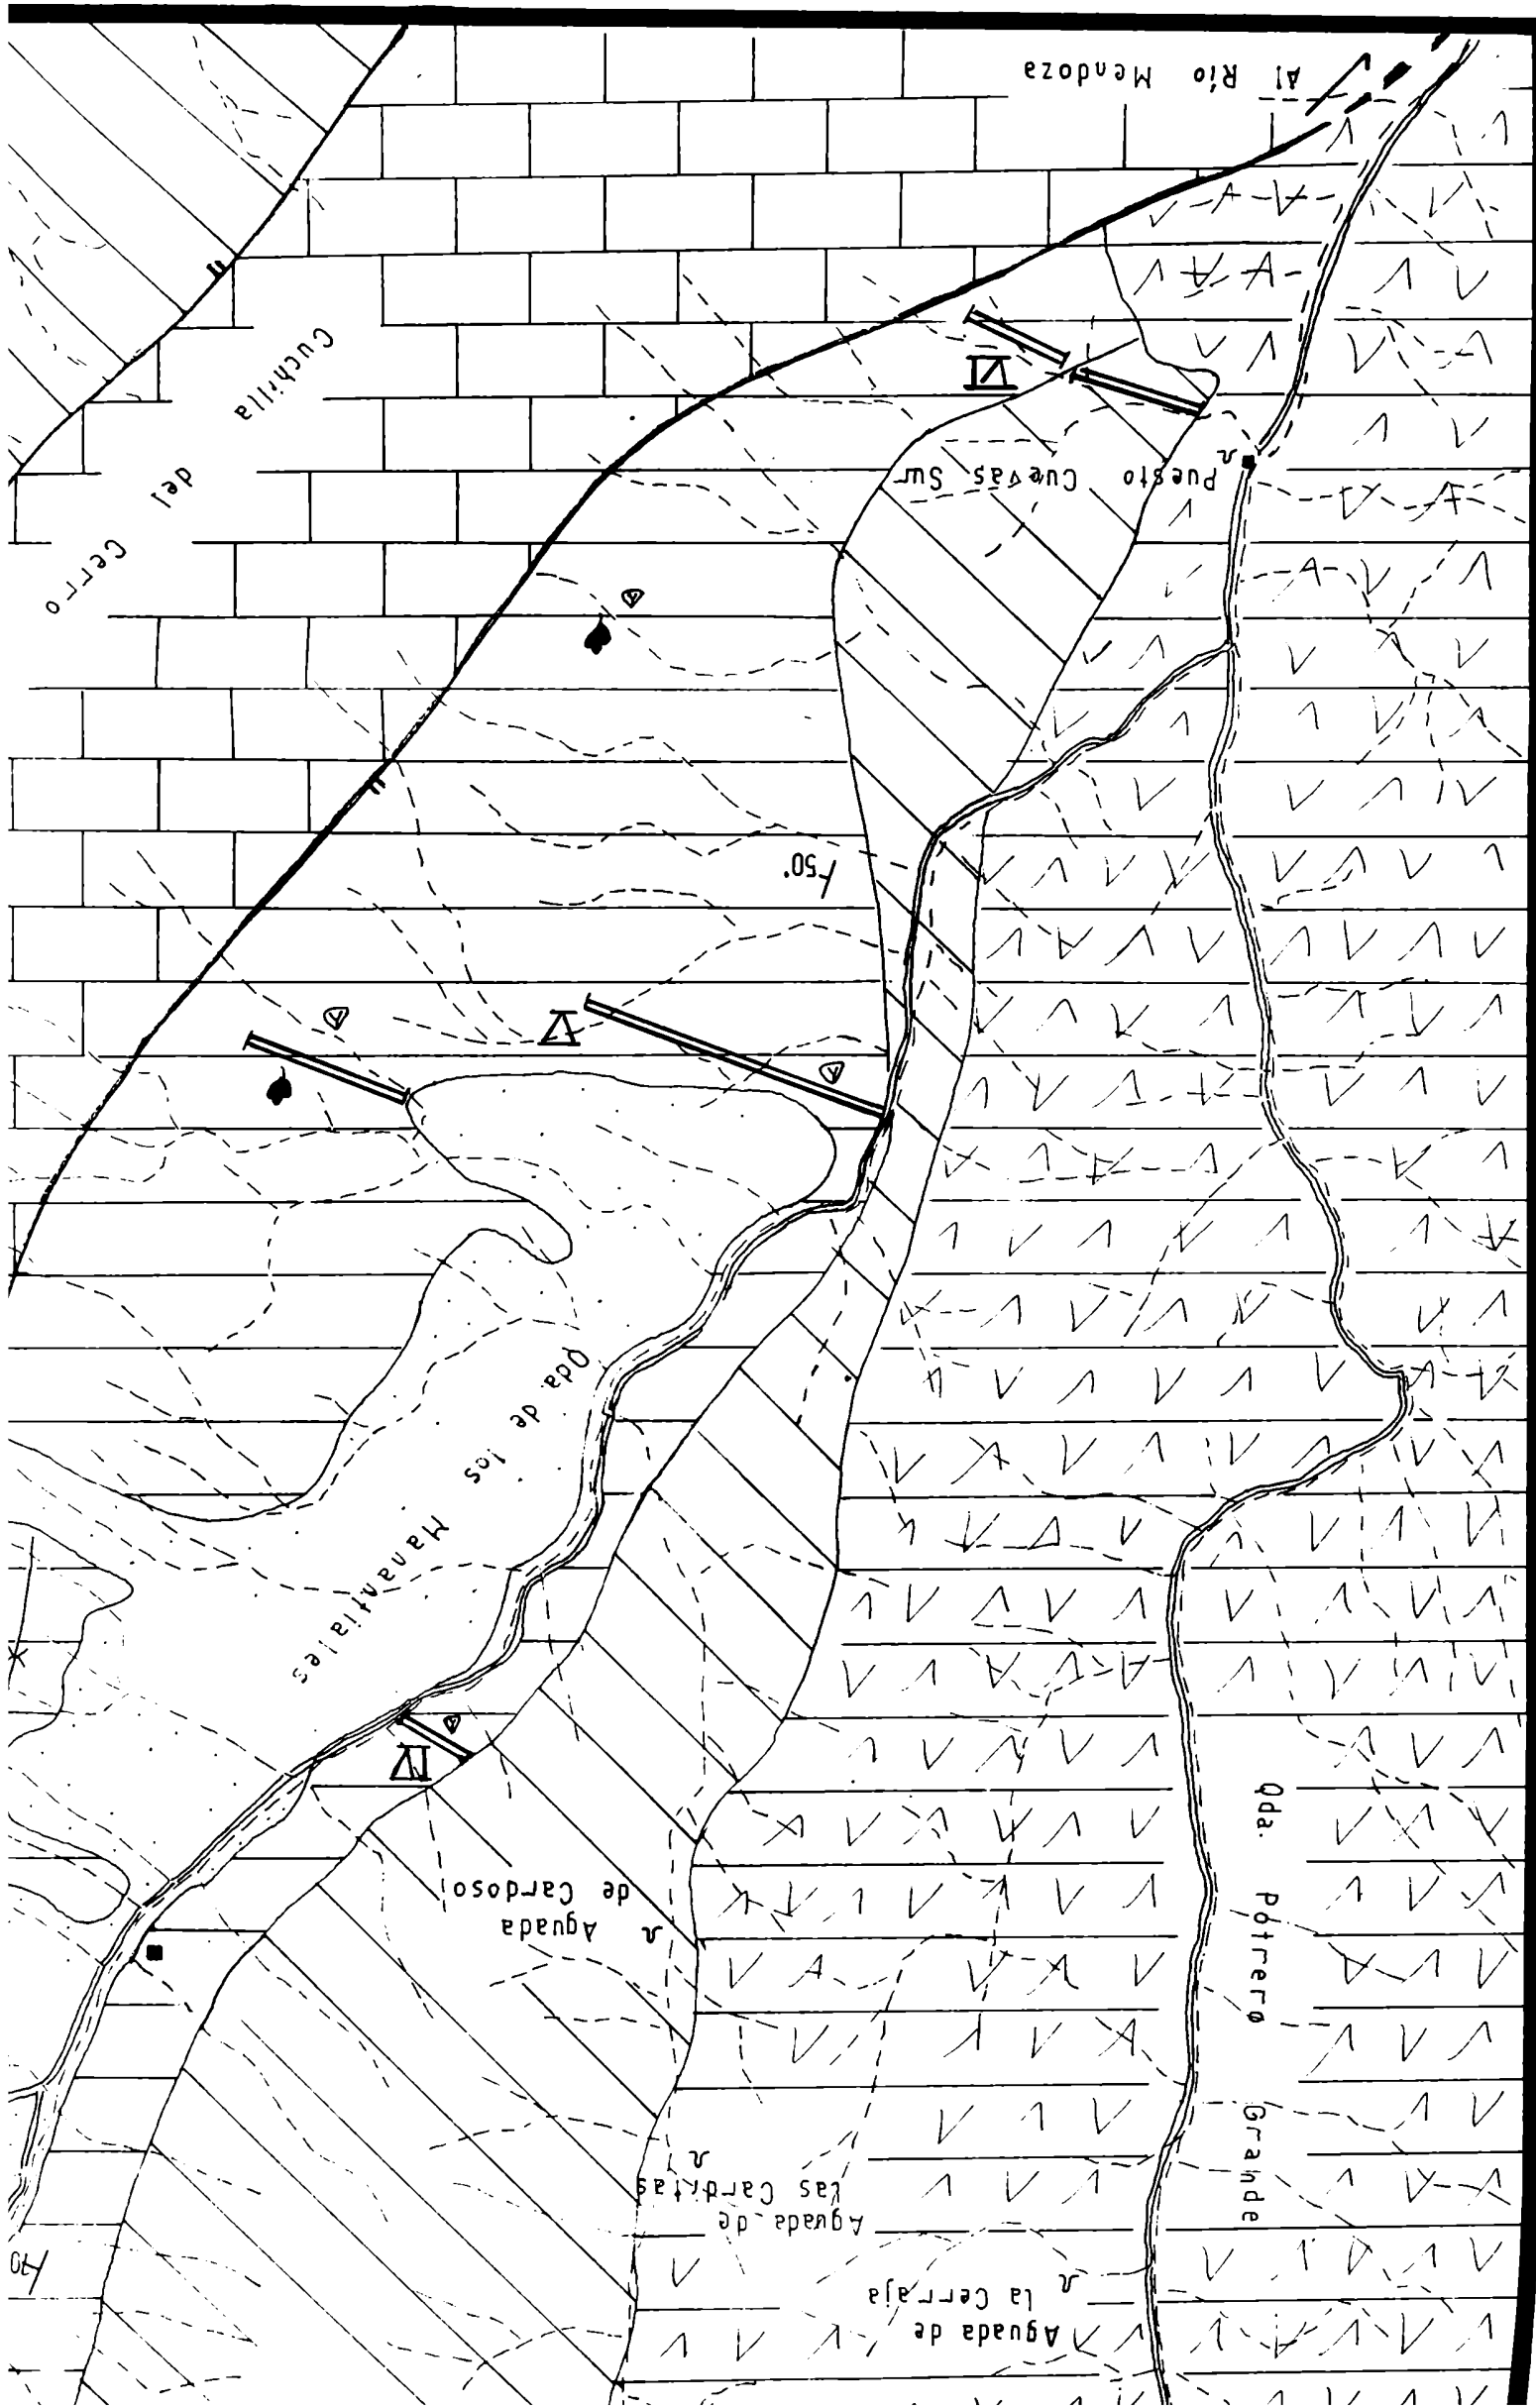 Aguada de
la Cerraja
70
Aguada de
las Carditas
Qda. Potrero Grande
Aguada
de Cardoso
IV
Qda. de los Manantiales
V
50°
Puesto Cuevas Sur
Cuchilla del Cerro
VI
Al Río Mendoza